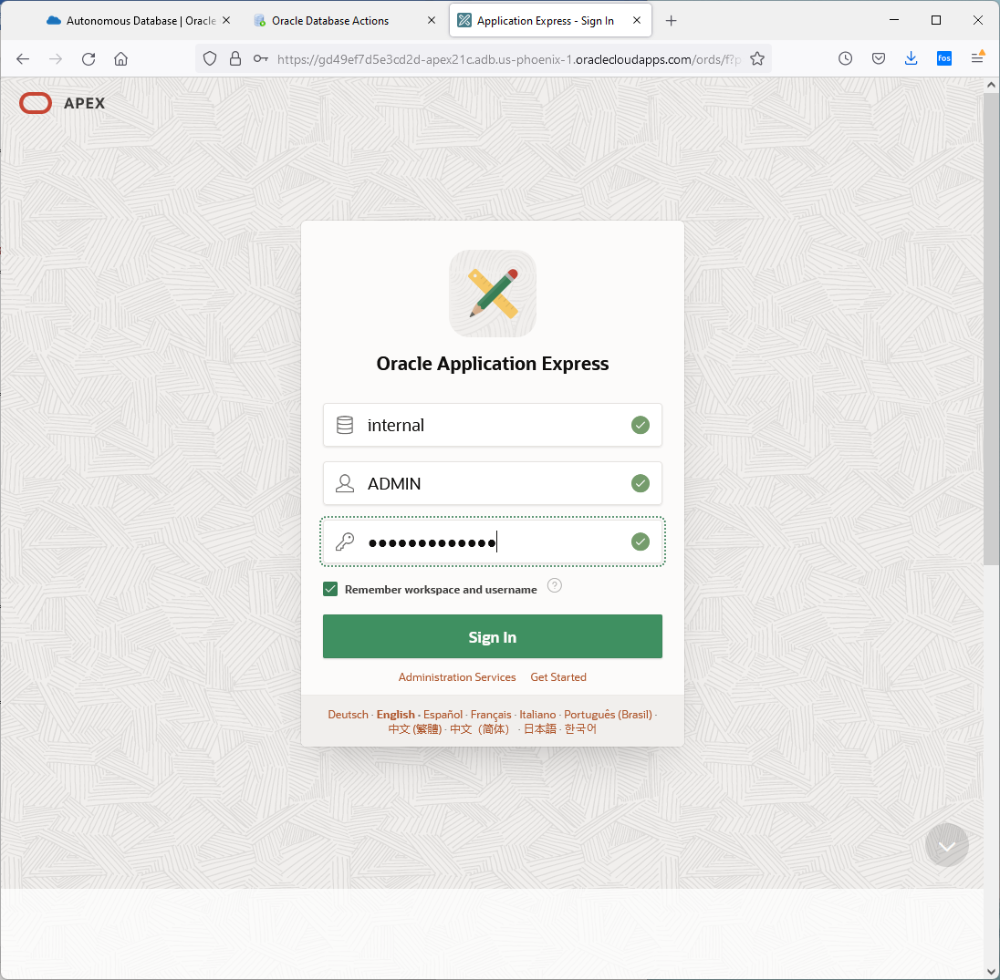 Autonomous Database | Oracle
Oracle Database Actions
Application Express - Sign In
https://gd49ef7d5e3cd2d-apex21c.adb.us-phoenix-1.oraclecloudapps.com/ords/f?p
fos
APEX
Oracle Application Express
internal
ADMIN
Remember workspace and username
?
Sign In
Administration Services Get Started
Deutsch · English · Español · Français · Italiano · Português (Brasil) ·
中文 (繁體) · 中文（简体） · 日本語 · 한국어